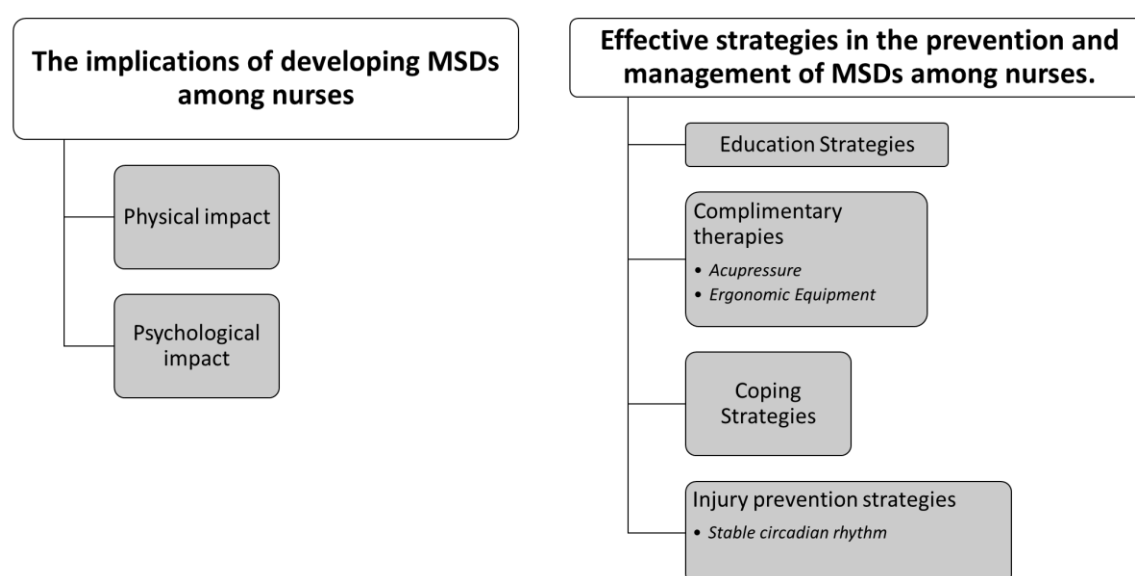 The implications of developing MSDs
among nurses
Physical impact
Psychological
impact
Effective strategies in the prevention and
management of MSDs among nurses.
Education Strategies
Complimentary
therapies
• Acupressure
• Ergonomic Equipment
Coping
Strategies
Injury prevention strategies
• Stable circadian rhythm